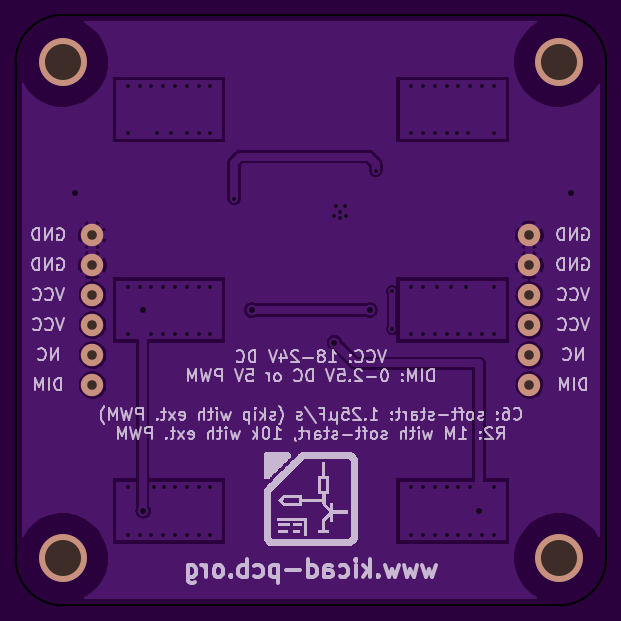 GND GND
GND GND
VCC VCC
VCC VCC
NC NC
DIM DIM
VCC: 18-24V DC
DIM: 0-2.5V DC or 5V PWM
C6: soft-start: 1.25µF/s (skip with ext. PWM)
R2: 1M with soft-start, 10k with ext. PWM
www.kicad-pcb.org